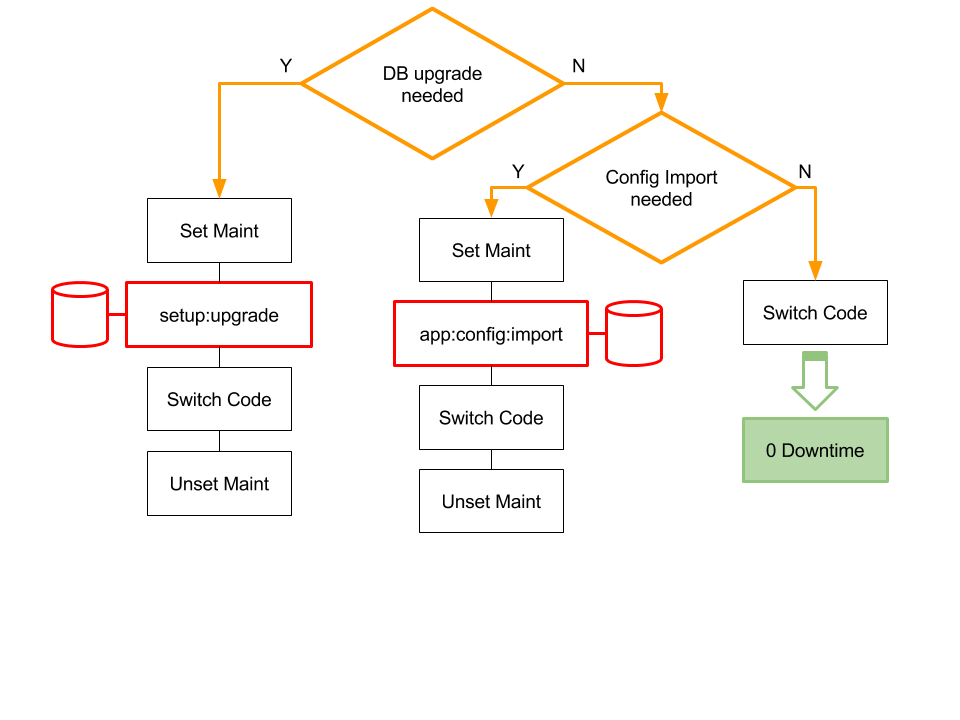 Y
DB upgrade
needed
N
Y
Config Import
needed
N
Set Maint
setup:upgrade
Switch Code
Unset Maint
Set Maint
app:config:import
Switch Code
Unset Maint
Switch Code
0 Downtime